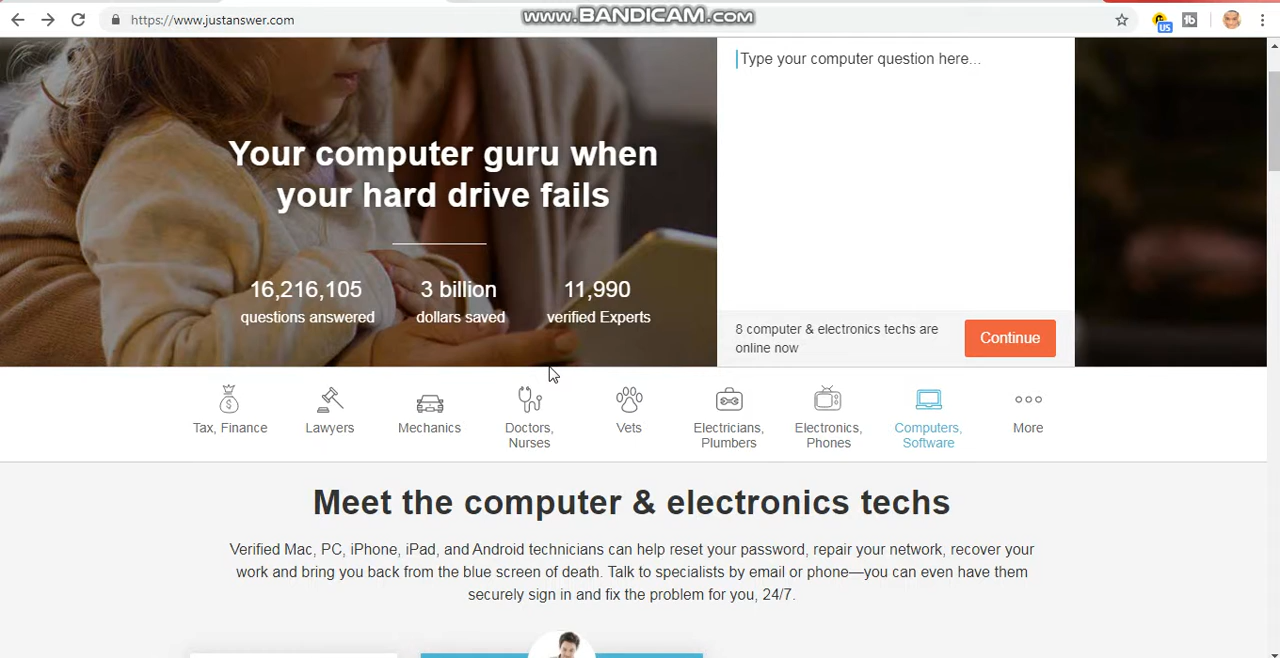 https://www.justanswer.com
www.BANDICAM.com
US
Type your computer question here...
Your computer guru when
your hard drive fails
16,216,105
questions answered
3 billion
dollars saved
11,990
verified Experts
8 computer & electronics techs are
online now
Continue
Tax, Finance
Lawyers
Mechanics
Doctors,
Nurses
Vets
Electricians,
Plumbers
Electronics,
Phones
Computers,
Software
More
Meet the computer & electronics techs
Verified Mac, PC, iPhone, iPad, and Android technicians can help reset your password, repair your network, recover your
work and bring you back from the blue screen of death. Talk to specialists by email or phone—you can even have them
securely sign in and fix the problem for you, 24/7.